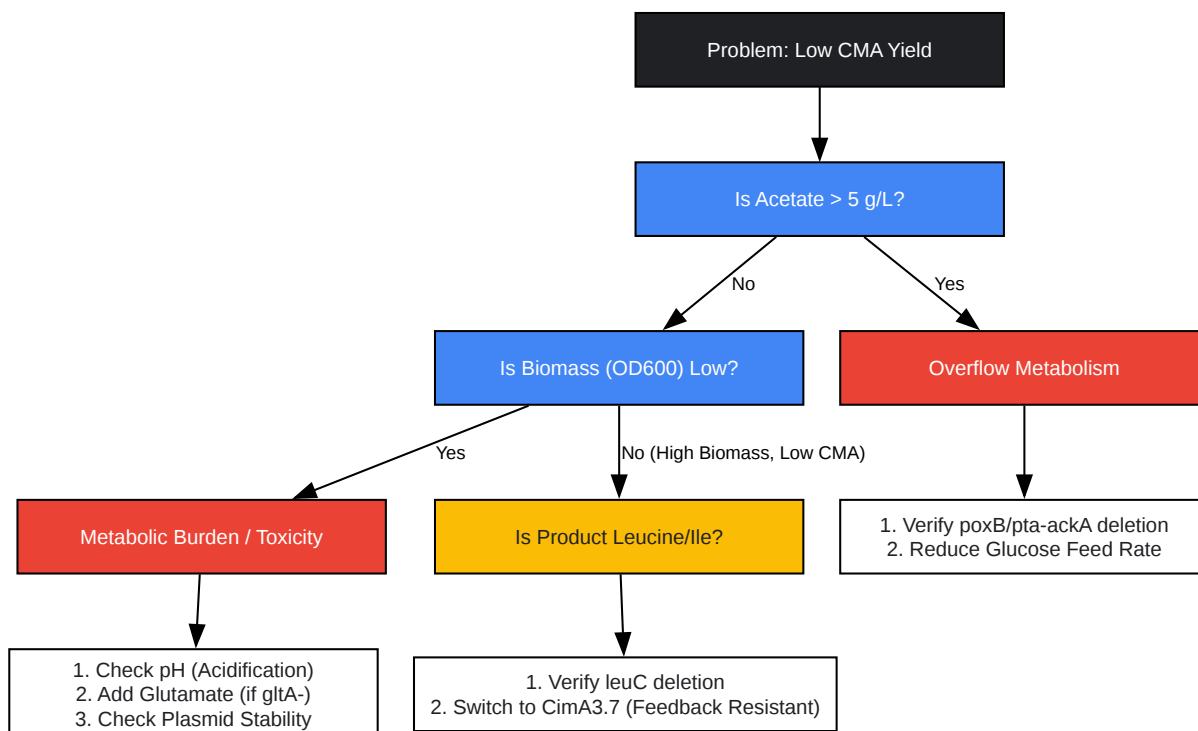 Problem: Low CMA Yield
Is Acetate > 5 g/L?
No
Yes
Is Biomass (OD600) Low?
Overflow Metabolism
Yes
No (High Biomass, Low CMA)
Metabolic Burden / Toxicity
Is Product Leucine/Ile?
1. Verify poxB/pta-ackA deletion
2. Reduce Glucose Feed Rate
1. Check pH (Acidification)
2. Add Glutamate (if gltA-)
3. Check Plasmid Stability
1. Verify leuC deletion
2. Switch to CimA3.7 (Feedback Resistant)